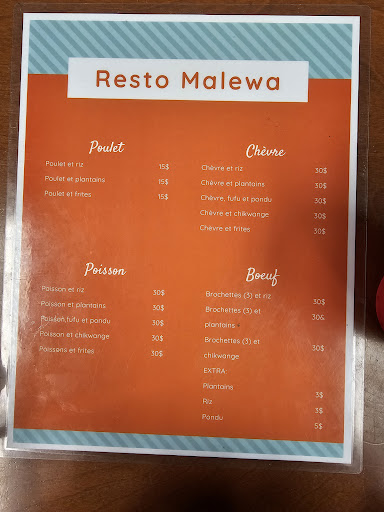 Resto Malewa
Poulet
Poulet et riz 15$
Poulet et plantains 15$
Poulet et frites 15$
Chèvre
Chèvre et riz 30$
Chèvre et plantains 30$
Chèvre, fufu et pondu 30$
Chèvre et chikwange 30$
Chèvre et frites 30$
Poisson
Poisson et riz 30$
Poisson et plantains 30$
Poisson,fufu et pondu 30$
Poisson et chikwange 30$
Poissons et frites 30$
Boeuf
Brochettes (3) et riz 30$
Brochettes (3) et 30&
plantains
Brochettes (3) et 30$
chikwange
EXTRA:
Plantains 3$
Riz 3$
Pondu 5$